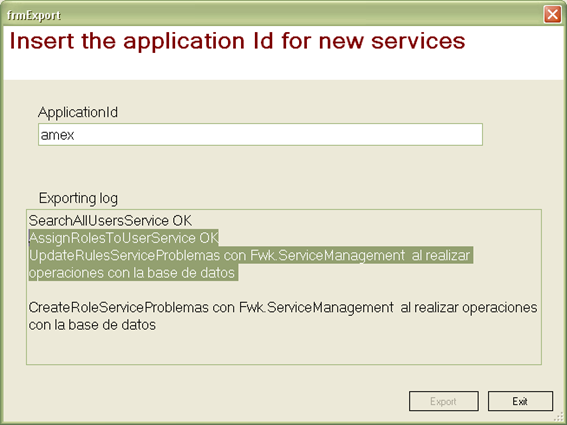 frmExport
Insert the application Id for new services
ApplicationId
amex
Exporting log
SearchAllUsersService OK
AssignRolesToUserService OK
UpdateRulesServiceProblemas con Fwk.ServiceManagement al realizar
operaciones con la base de datos
CreateRoleServiceProblemas con Fwk.ServiceManagement al realizar operaciones
con la base de datos
Export
Exit